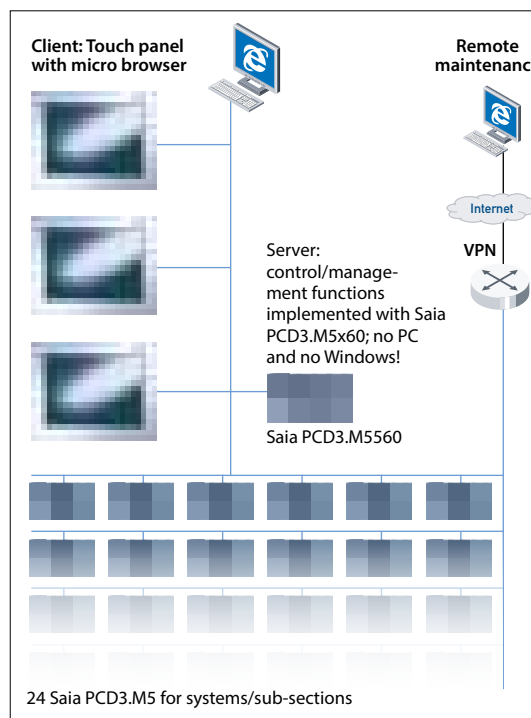 Client: Touch panel
with micro browser
Remote
maintenance
Internet
VPN
Server:
control/manage-
ment functions
implemented with Saia
PCD3.M5x60; no PC
and no Windows!
Saia PCD3.M5560
24 Saia PCD3.M5 for systems/sub-sections